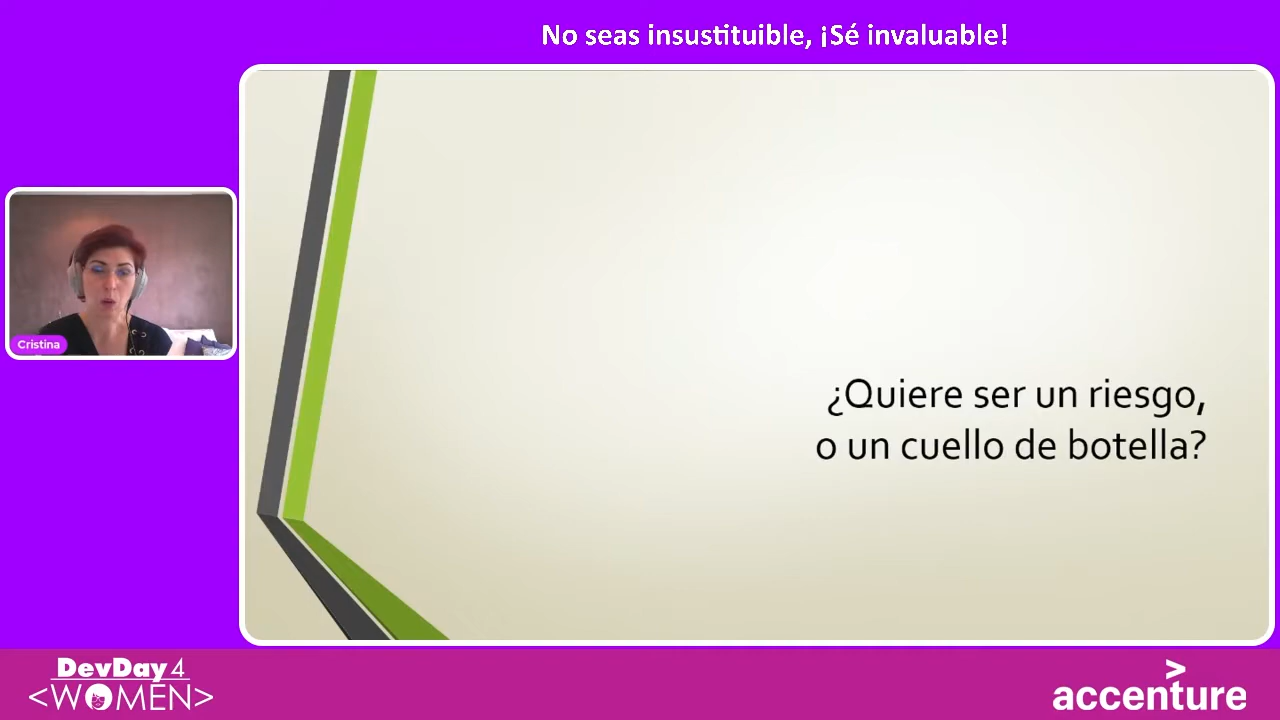 No seas insustituible, ¡Sé invaluable!
Cristina
¿Quiere ser un riesgo,
o un cuello de botella?
DevDay4
<WOMEN>
accenture